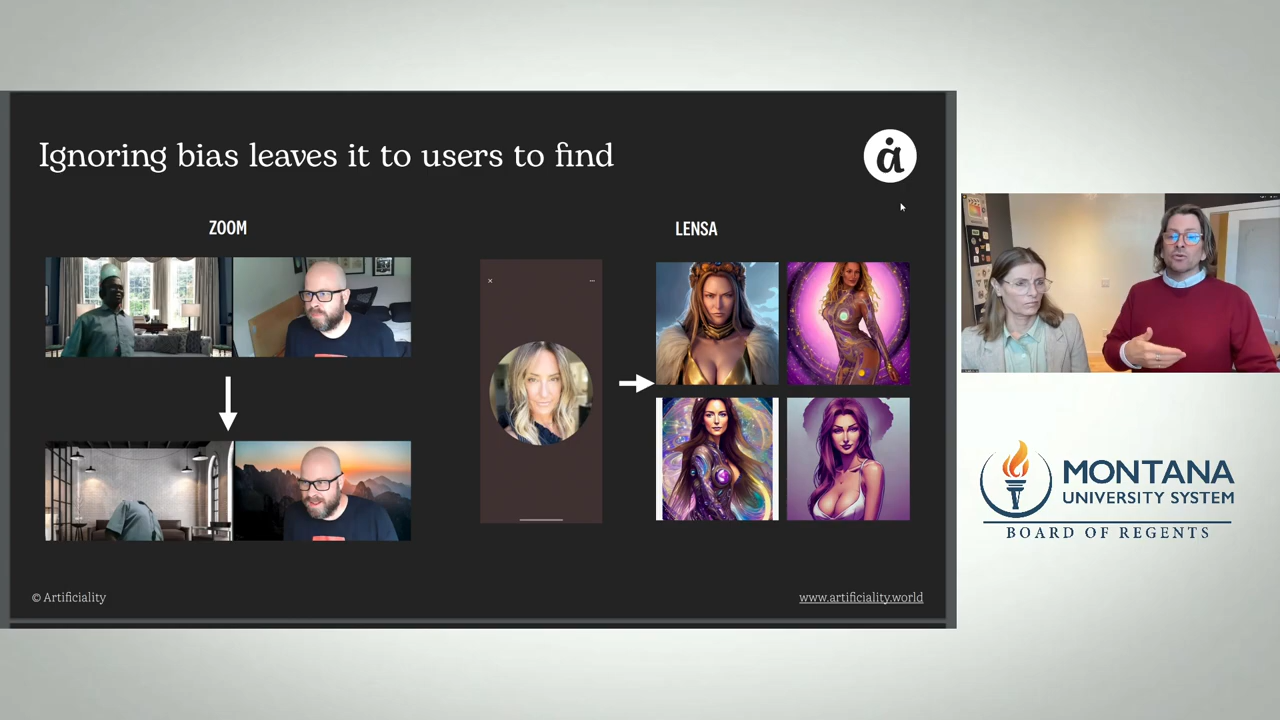 Ignoring bias leaves it to users to find
ȧ
ZOOM
LENSA
© Artificiality
www.artificiality.world
MONTANA
UNIVERSITY SYSTEM
BOARD OF REGENTS